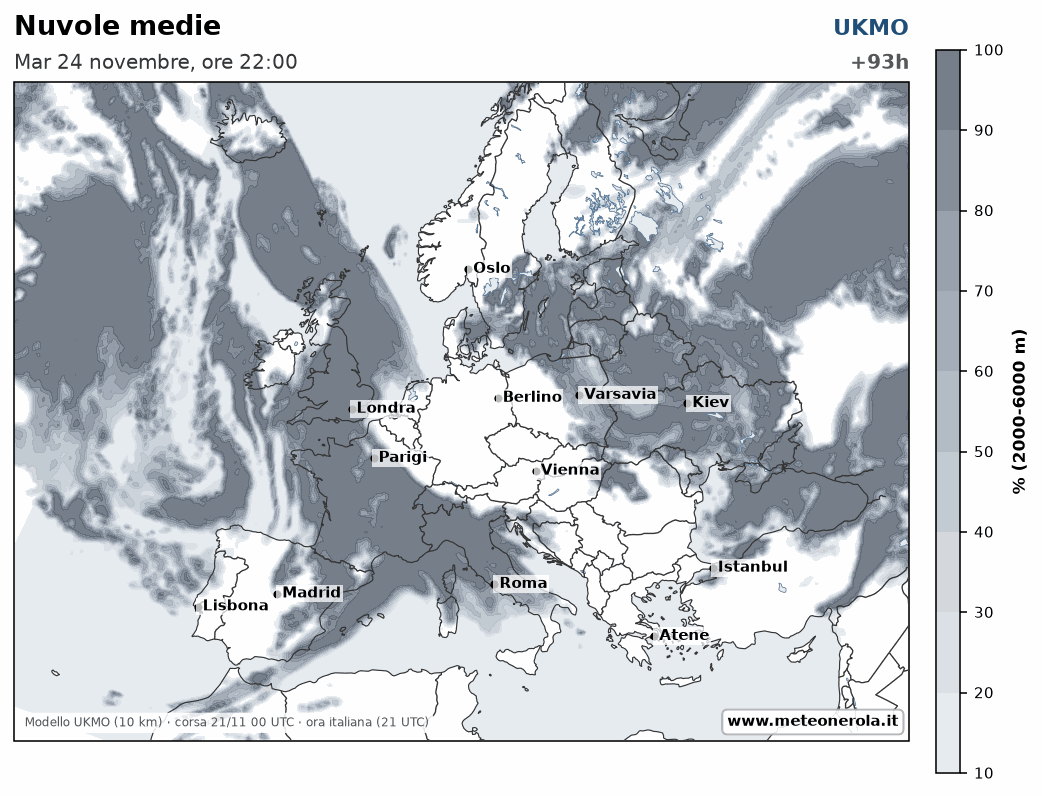 Nuvole medie
UKMO
Mar 24 novembre, ore 22:00
+93h
100
90
80
70
60
50
40
30
20
10
% (2000-6000 m)
Oslo
Londra
Berlino
Varsavia
Kiev
Parigi
Vienna
Istanbul
Roma
Madrid
Lisbona
Atene
Modello UKMO (10 km) · corsa 21/11 00 UTC · ora italiana (21 UTC)
www.meteonerola.it